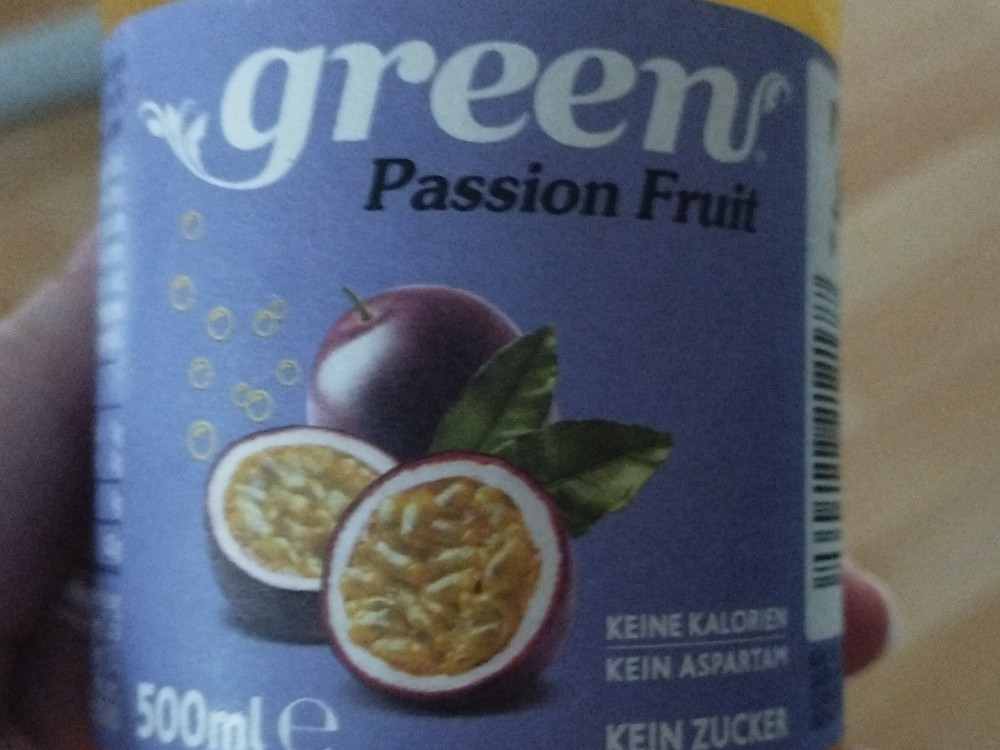 green
Passion Fruit
KEINE KALORIEN
KEIN ASPARTAM
KEIN ZUCKER
500ml e